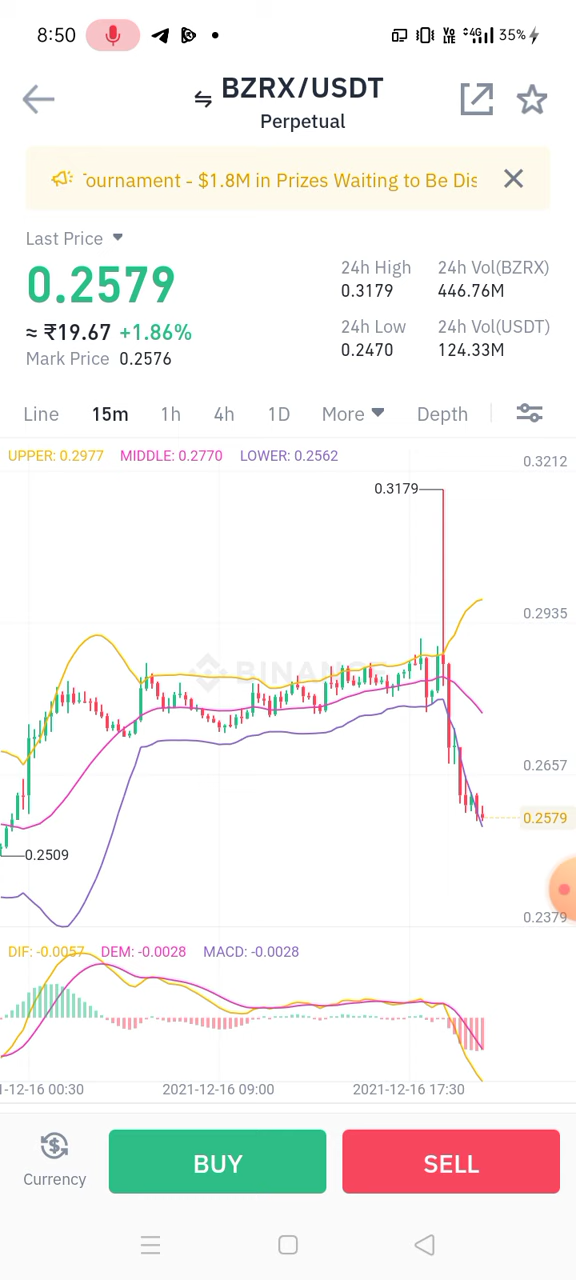 8:50
VO LTE 4G 35%
BZRX/USDT
Perpetual
ournament - $1.8M in Prizes Waiting to Be Dis
Last Price
0.2579
≈ ₹19.67 +1.86%
Mark Price 0.2576
24h High 24h Vol(BZRX)
0.3179 446.76M
24h Low 24h Vol(USDT)
0.2470 124.33M
Line 15m 1h 4h 1D More Depth
UPPER: 0.2977 MIDDLE: 0.2770 LOWER: 0.2562
0.3212
0.3179
0.2935
BINANCE
0.2657
0.2579
0.2509
0.2379
DIF: -0.0057 DEM: -0.0028 MACD: -0.0028
1-12-16 00:30 2021-12-16 09:00 2021-12-16 17:30
Currency
BUY
SELL